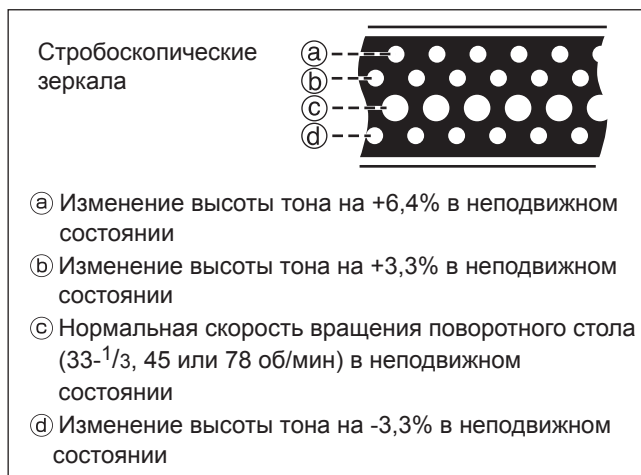 Стробоскопические
зеркала
ⓐ
ⓑ
ⓒ
ⓓ
ⓐ Изменение высоты тона на +6,4% в неподвижном
состоянии
ⓑ Изменение высоты тона на +3,3% в неподвижном
состоянии
ⓒ Нормальная скорость вращения поворотного стола
(33-1/3, 45 или 78 об/мин) в неподвижном
состоянии
ⓓ Изменение высоты тона на -3,3% в неподвижном
состоянии